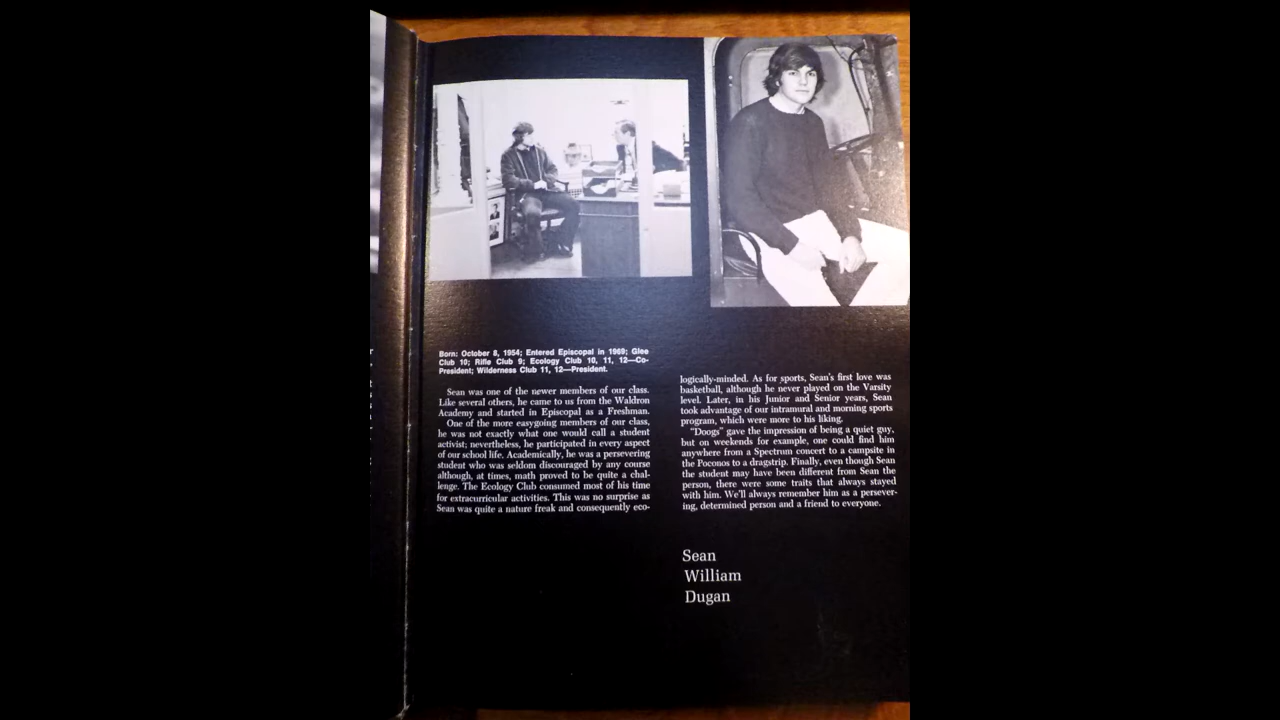 Born: October 8, 1954; Entered Episcopal in 1969; Glee
Club 10; Rifle Club 9; Ecology Club 10, 11, 12—Co-
President; Wilderness Club 11, 12—President.
Sean was one of the newer members of our class.
Like several others, he came to us from the Waldron
Academy and started in Episcopal as a Freshman.
One of the more easygoing members of our class,
he was not exactly what one would call a student
activist; nevertheless, he participated in every aspect
of our school life. Academically, he was a persevering
student who was seldom discouraged by any course
although, at times, math proved to be quite a chal-
lenge. The Ecology Club consumed most of his time
for extracurricular activities. This was no surprise as
Sean was quite a nature freak and consequently eco-
logically-minded. As for sports, Sean's first love was
basketball, although he never played on the Varsity
level. Later, in his Junior and Senior years, Sean
took advantage of our intramural and morning sports
program, which were more to his liking.
"Doogs" gave the impression of being a quiet guy,
but on weekends for example, one could find him
anywhere from a Spectrum concert to a campsite in
the Poconos to a dragstrip. Finally, even though Sean
the student may have been different from Sean the
person, there were some traits that always stayed
with him. We'll always remember him as a persever-
ing, determined person and a friend to everyone.
Sean
William
Dugan